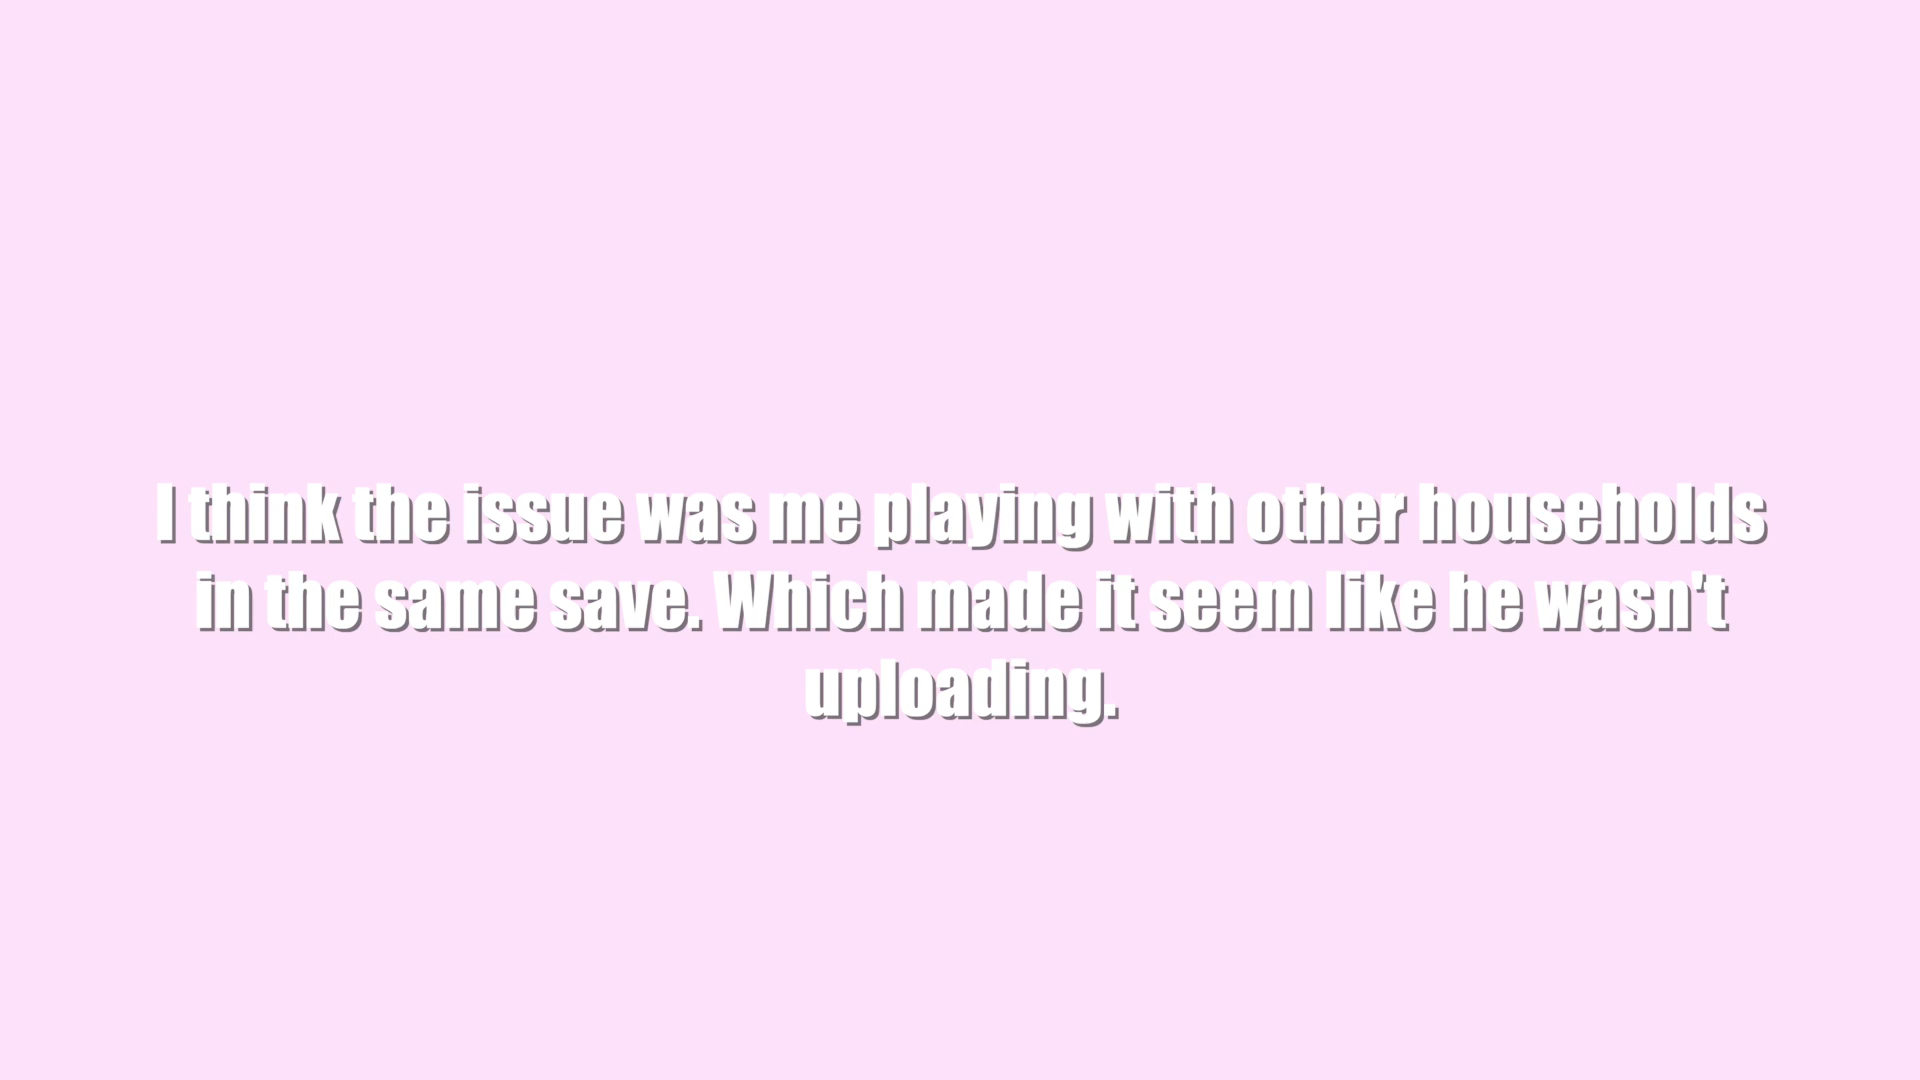 I think the issue was me playing with other households
in the same save. Which made it seem like he wasn't
uploading.